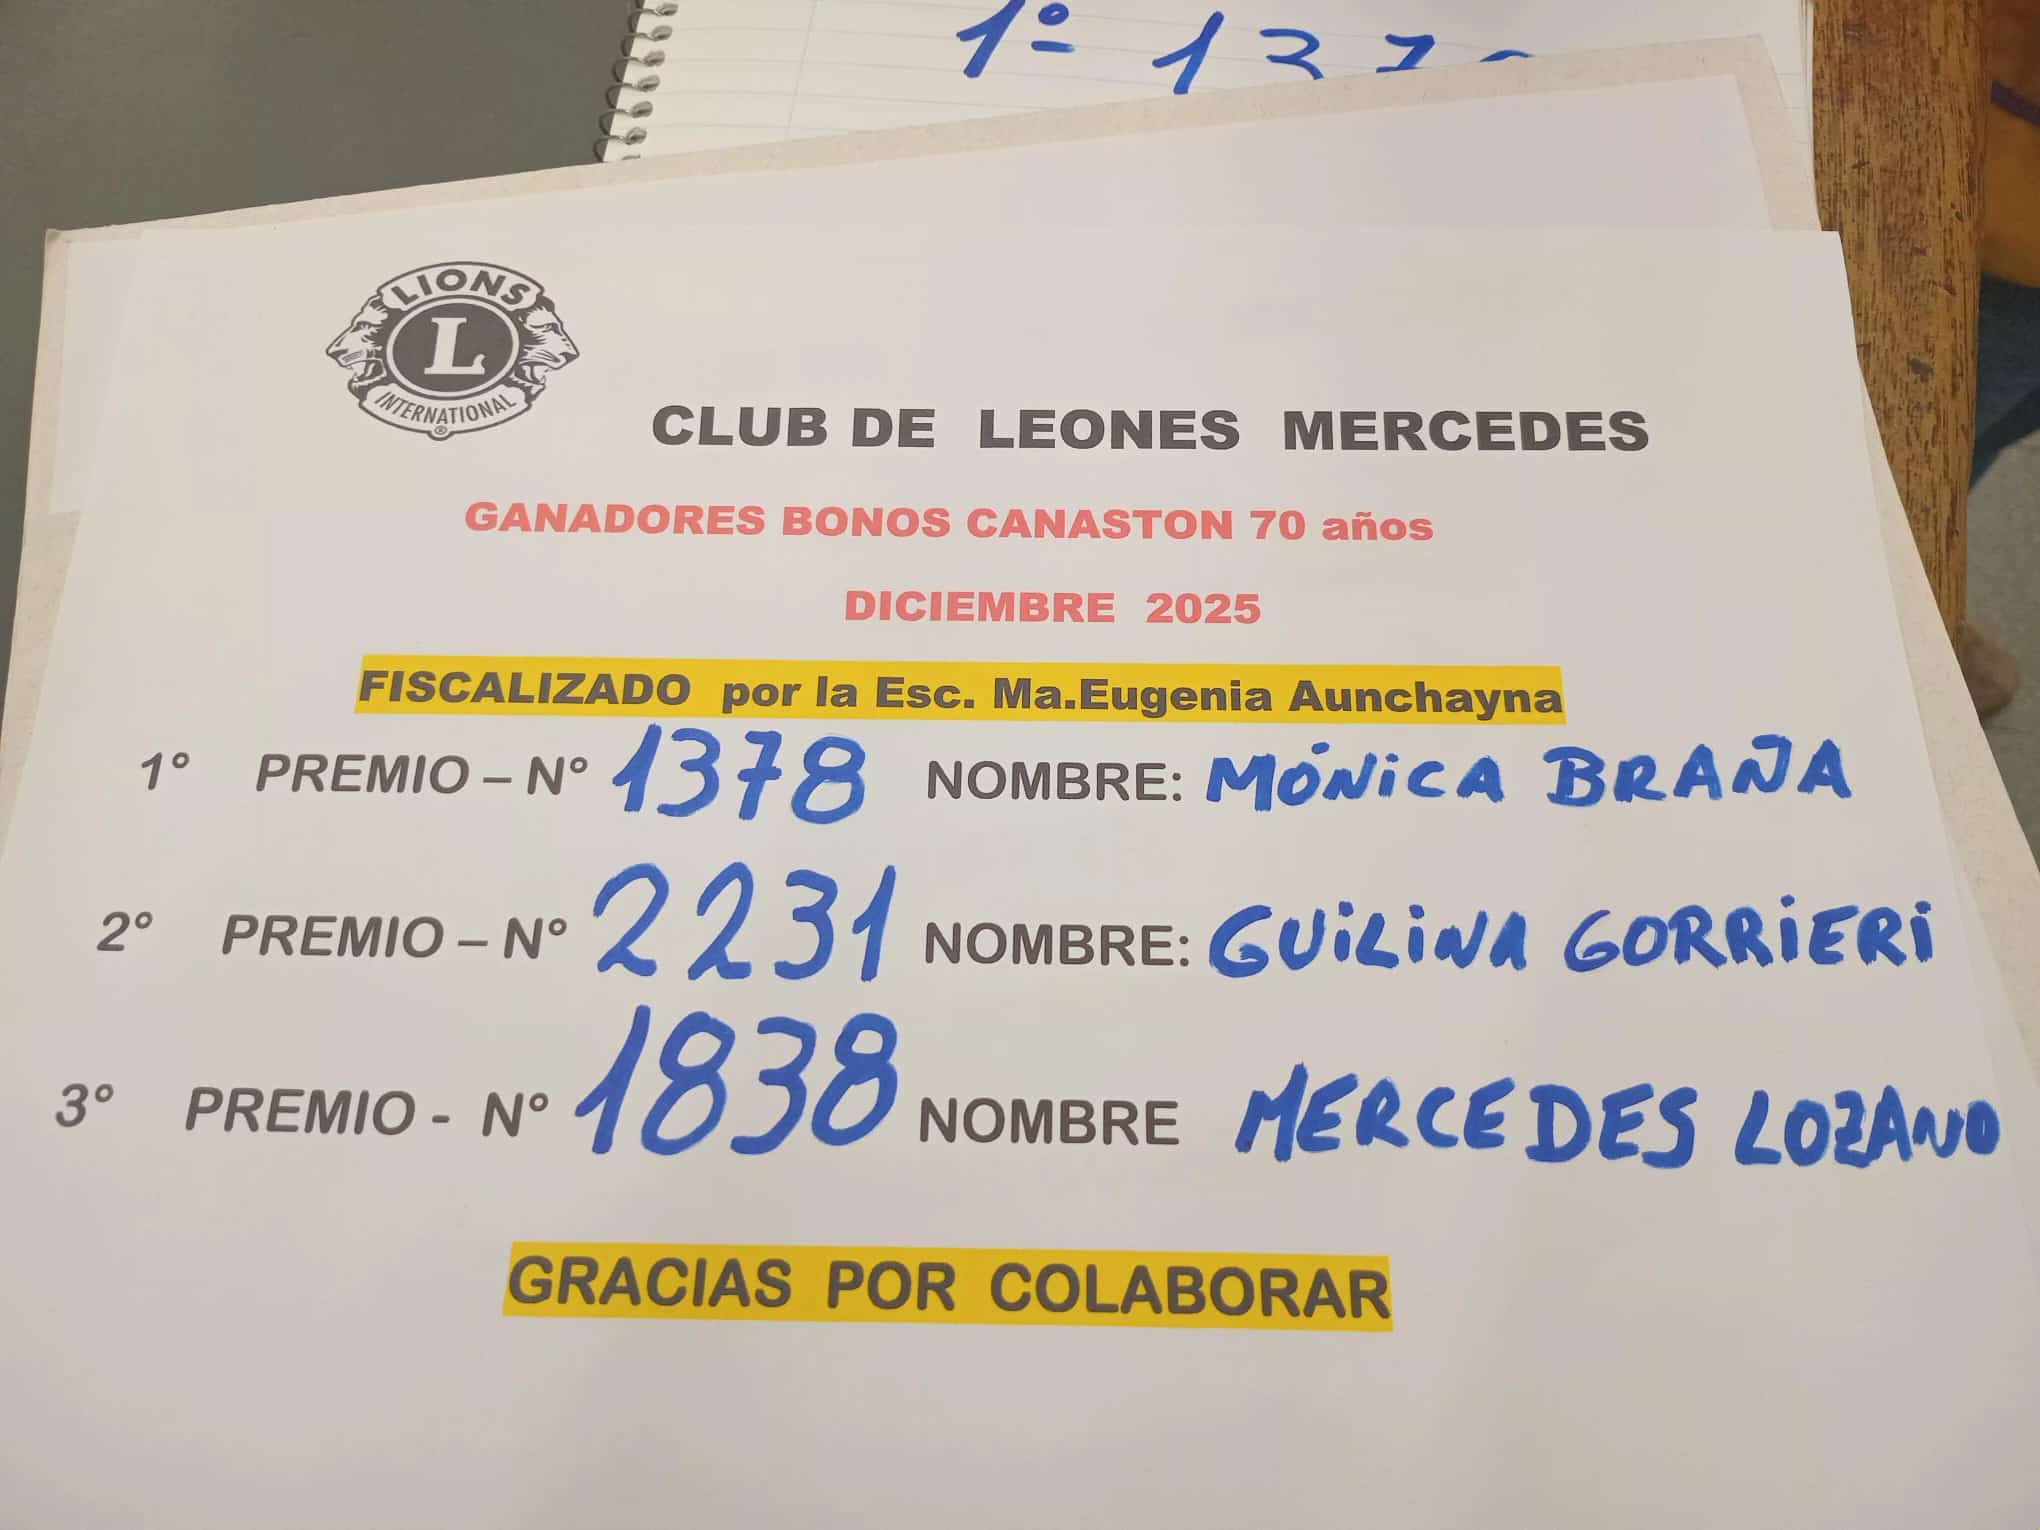 1º 137
LIONS
L
INTERNATIONAL
®
CLUB DE LEONES MERCEDES
GANADORES BONOS CANASTON 70 años
DICIEMBRE 2025
FISCALIZADO por la Esc. Ma.Eugenia Aunchayna
1° PREMIO – N° 1378 NOMBRE: MÓNICA BRAÑA
2° PREMIO – N° 2231 NOMBRE: GUILINA GORRIERI
3° PREMIO - N° 1838 NOMBRE MERCEDES LOZANO
GRACIAS POR COLABORAR